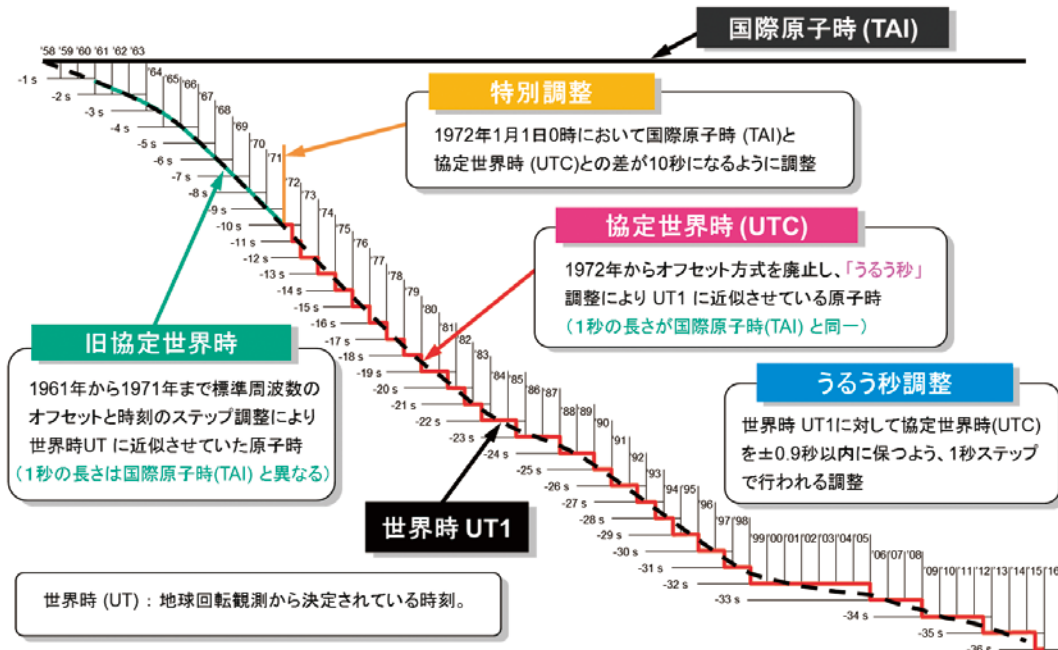 国際原子時 (TAI)
'58 '59 '60 '61 '62 '63
'64
'65
'66
'67
'68
'69
'70
'71
'72
'73
'74
'75
'76
'77
'78
'79
'80
'81
'82
'83
'84
'85
'86
'87
'88
'89
'90
'91
'92
'93
'94
'95
'96
'97
'98
'99
'00
'01
'02
'03
'04
'05
'06
'07
'08
'09
'10
'11
'12
'13
'14
'15
'16
-1 s
-2 s
-3 s
-4 s
-5 s
-6 s
-7 s
-8 s
-9 s
-10 s
-11 s
-12 s
-13 s
-14 s
-15 s
-16 s
-17 s
-18 s
-19 s
-20 s
-21 s
-22 s
-23 s
-24 s
-25 s
-26 s
-27 s
-28 s
-29 s
-30 s
-31 s
-32 s
-33 s
-34 s
-35 s
-36 s
特別調整
1972年1月1日0時において国際原子時 (TAI)と
協定世界時 (UTC)との差が10秒になるように調整
協定世界時 (UTC)
1972年からオフセット方式を廃止し、「うるう秒」
調整により UT1 に近似させている原子時
(1秒の長さが国際原子時(TAI) と同一)
旧協定世界時
1961年から1971年まで標準周波数の
オフセットと時刻のステップ調整により
世界時UT に近似させていた原子時
(1秒の長さは国際原子時(TAI) と異なる)
うるう秒調整
世界時 UT1に対して協定世界時(UTC)
を±0.9秒以内に保つよう、1秒ステップ
で行われる調整
世界時 UT1
世界時 (UT) : 地球回転観測から決定されている時刻。